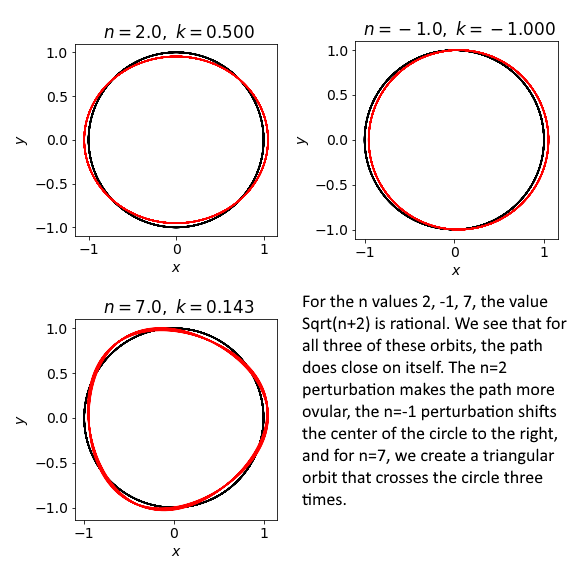 n = 2.0, k = 0.500
1.0
0.5
0.0
−0.5
−1.0
y
−1 0 1
x
n = − 1.0, k = − 1.000
1.0
0.5
0.0
−0.5
−1.0
y
−1 0 1
x
n = 7.0, k = 0.143
1.0
0.5
0.0
−0.5
−1.0
y
−1 0 1
x
For the n values 2, -1, 7, the value
Sqrt(n+2) is rational. We see that for
all three of these orbits, the path
does close on itself. The n=2
perturbation makes the path more
ovular, the n=-1 perturbation shifts
the center of the circle to the right,
and for n=7, we create a triangular
orbit that crosses the circle three
times.